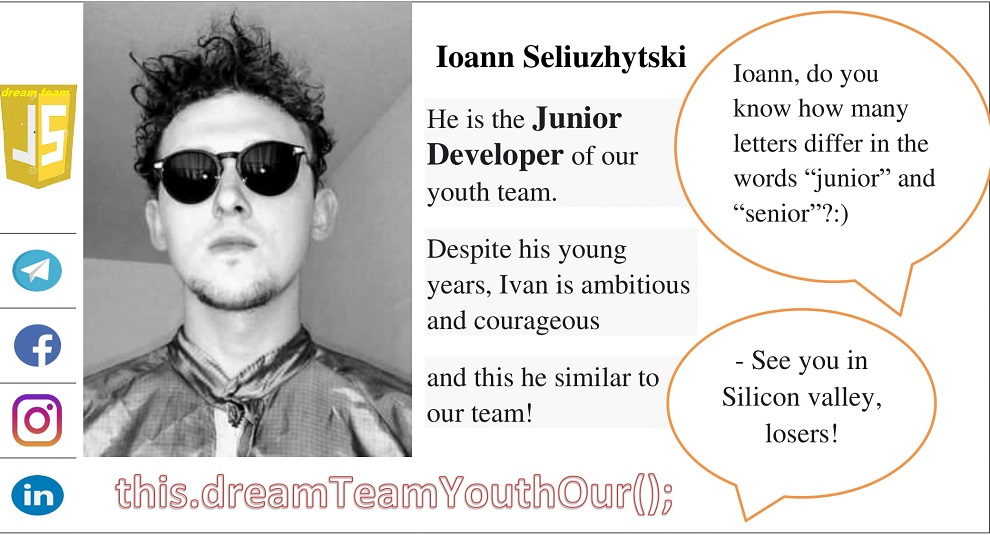 dream team
JS
Ioann Seliuzhytski
He is the Junior
Developer of our
youth team.
Despite his young
years, Ivan is ambitious
and courageous
and this he similar to
our team!
Ioann, do you
know how many
letters differ in the
words “junior” and
“senior”?:)
- See you in
Silicon valley,
losers!
in
this.dreamTeamYouthOur();